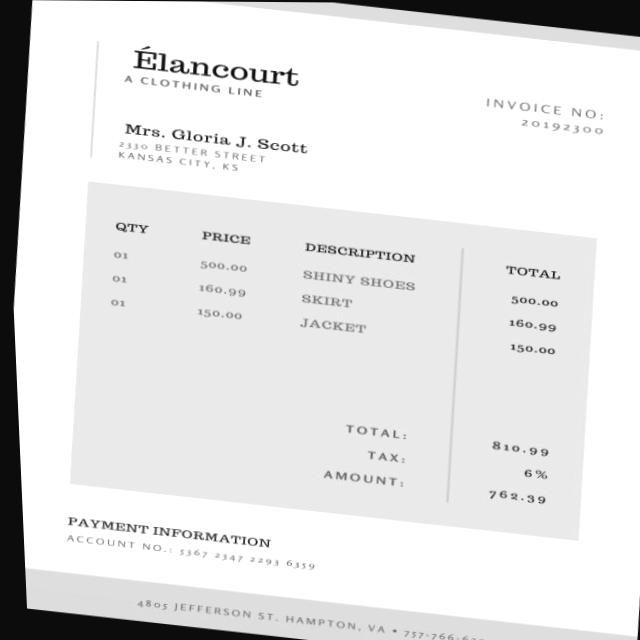 Élancourt
A CLOTHING LINE
INVOICE NO:
20192300
Mrs. Gloria J. Scott
2330 BETTER STREET
KANSAS CITY, KS
QTY PRICE DESCRIPTION TOTAL
01 500.00 SHINY SHOES 500.00
01 160.99 SKIRT 160.99
01 150.00 JACKET 150.00
TOTAL: 810.99
TAX: 6%
AMOUNT: 762.39
PAYMENT INFORMATION
ACCOUNT NO.: 5367 2347 2293 6359
4805 JEFFERSON ST. HAMPTON, VA • 757-766-